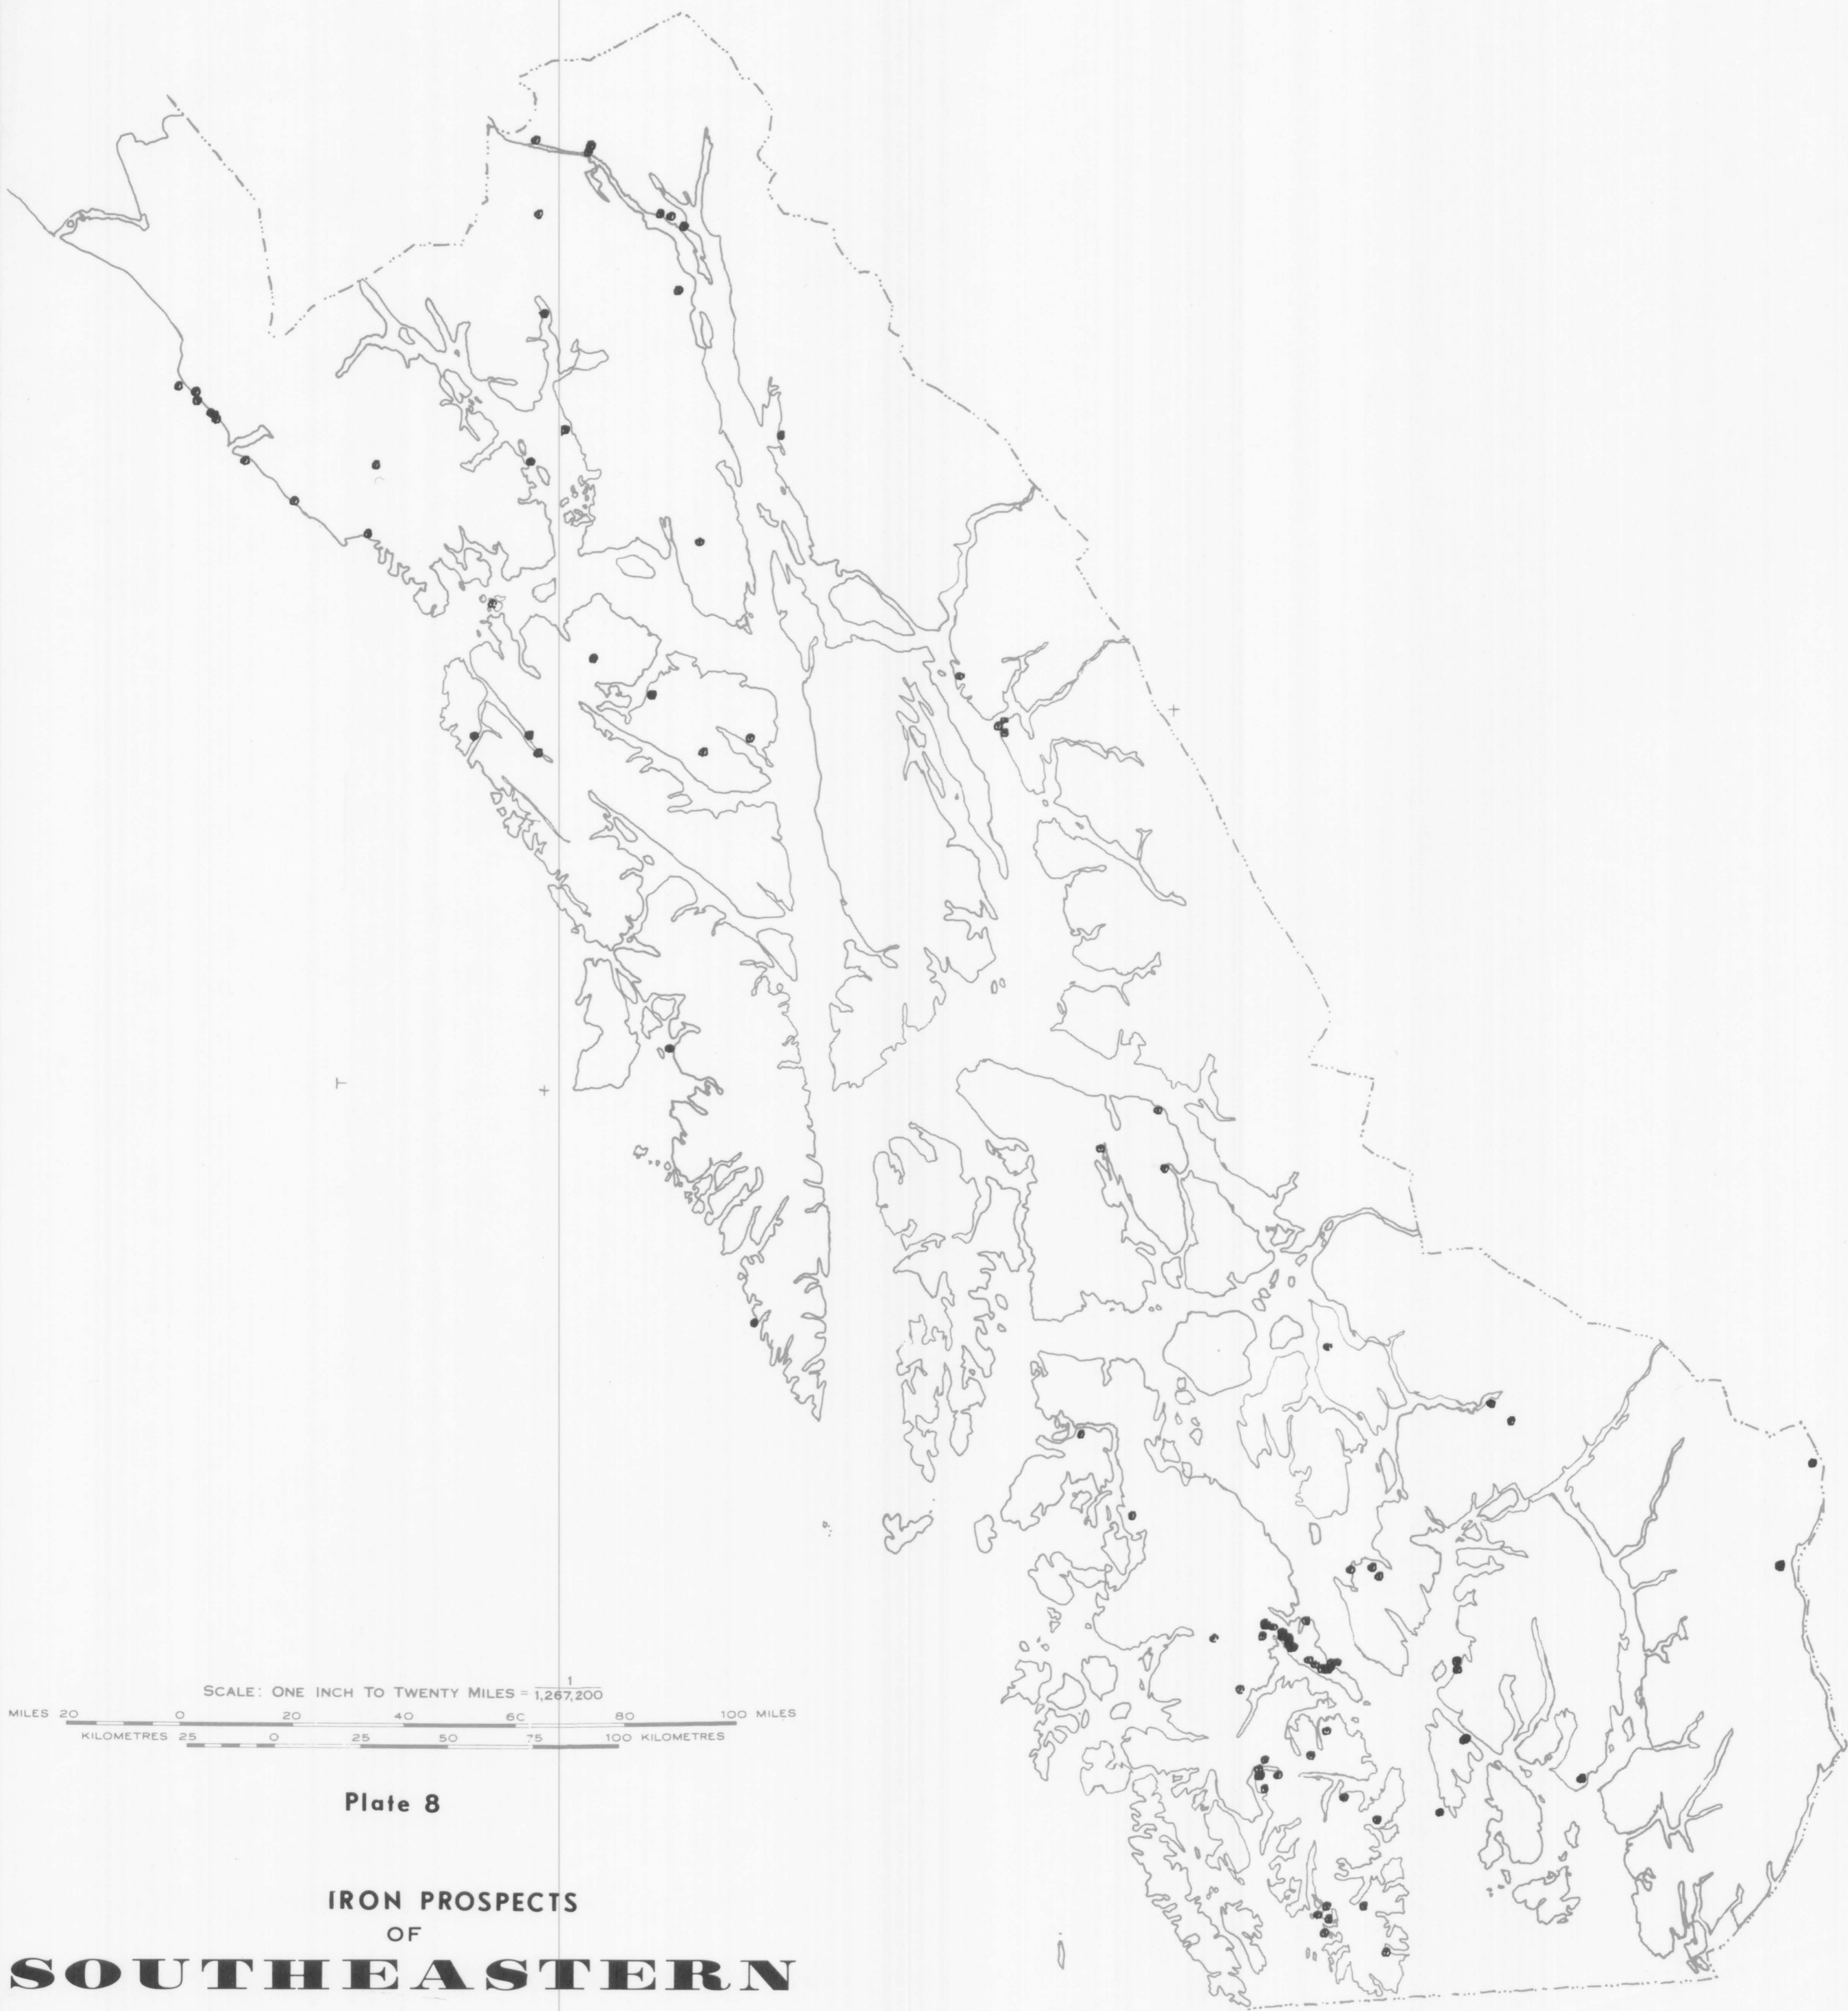 SCALE: ONE INCH TO TWENTY MILES = 1/1,267,200
MILES 20 0 20 40 6C 80 100 MILES
KILOMETRES 25 0 25 50 75 100 KILOMETRES
Plate 8
IRON PROSPECTS
OF
SOUTHEASTERN